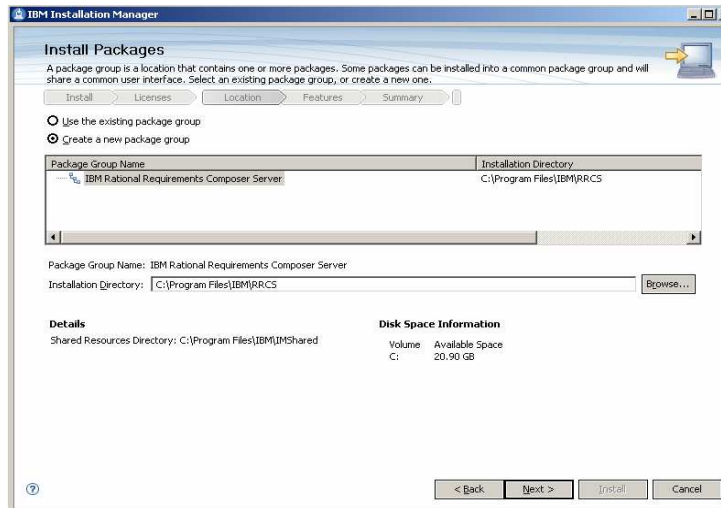 IBM Installation Manager
Install Packages
A package group is a location that contains one or more packages. Some packages can be installed into a common package group and will
share a common user interface. Select an existing package group, or create a new one.
Install Licenses Location Features Summary
Use the existing package group
Create a new package group
Package Group Name Installation Directory
IBM Rational Requirements Composer Server C:\Program Files\IBM\RRCS
Package Group Name: IBM Rational Requirements Composer Server
Installation Directory: C:\Program Files\IBM\RRCS Browse...
Details Disk Space Information
Shared Resources Directory: C:\Program Files\IBM\IMShared
Volume Available Space
C: 20.90 GB
? < Back Next > Install Cancel